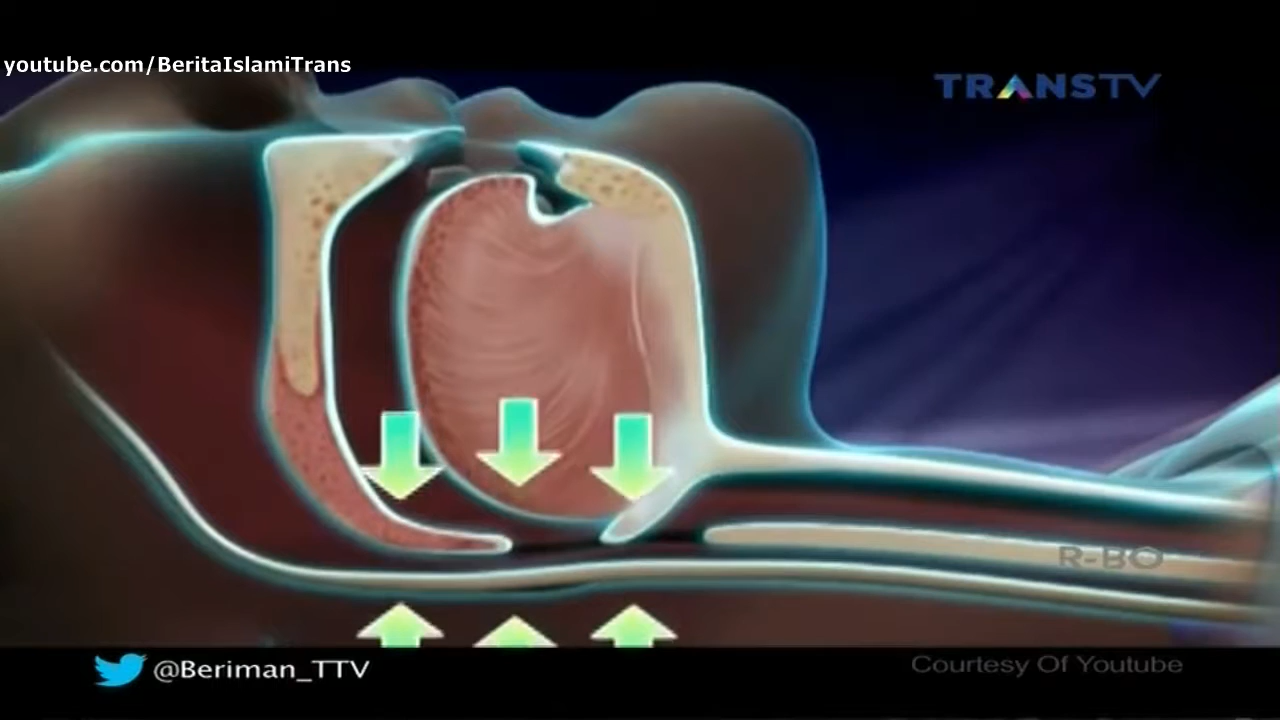 youtube.com/BeritaIslamiTrans
TRANSTV
R-BO
@Beriman_TTV
Courtesy Of Youtube